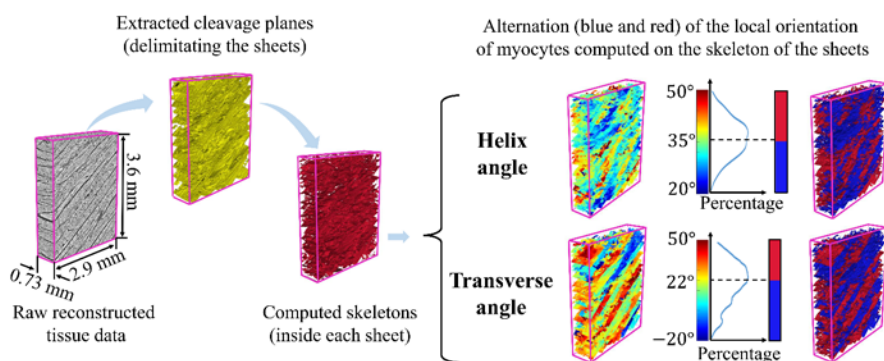 Extracted cleavage planes
(delimitating the sheets)
Alternation (blue and red) of the local orientation
of myocytes computed on the skeleton of the sheets
3.6 mm
0.73 mm
2.9 mm
Raw reconstructed
tissue data
Computed skeletons
(inside each sheet)
Helix
angle
50°
35°
20°
Percentage
Transverse
angle
50°
22°
−20°
Percentage